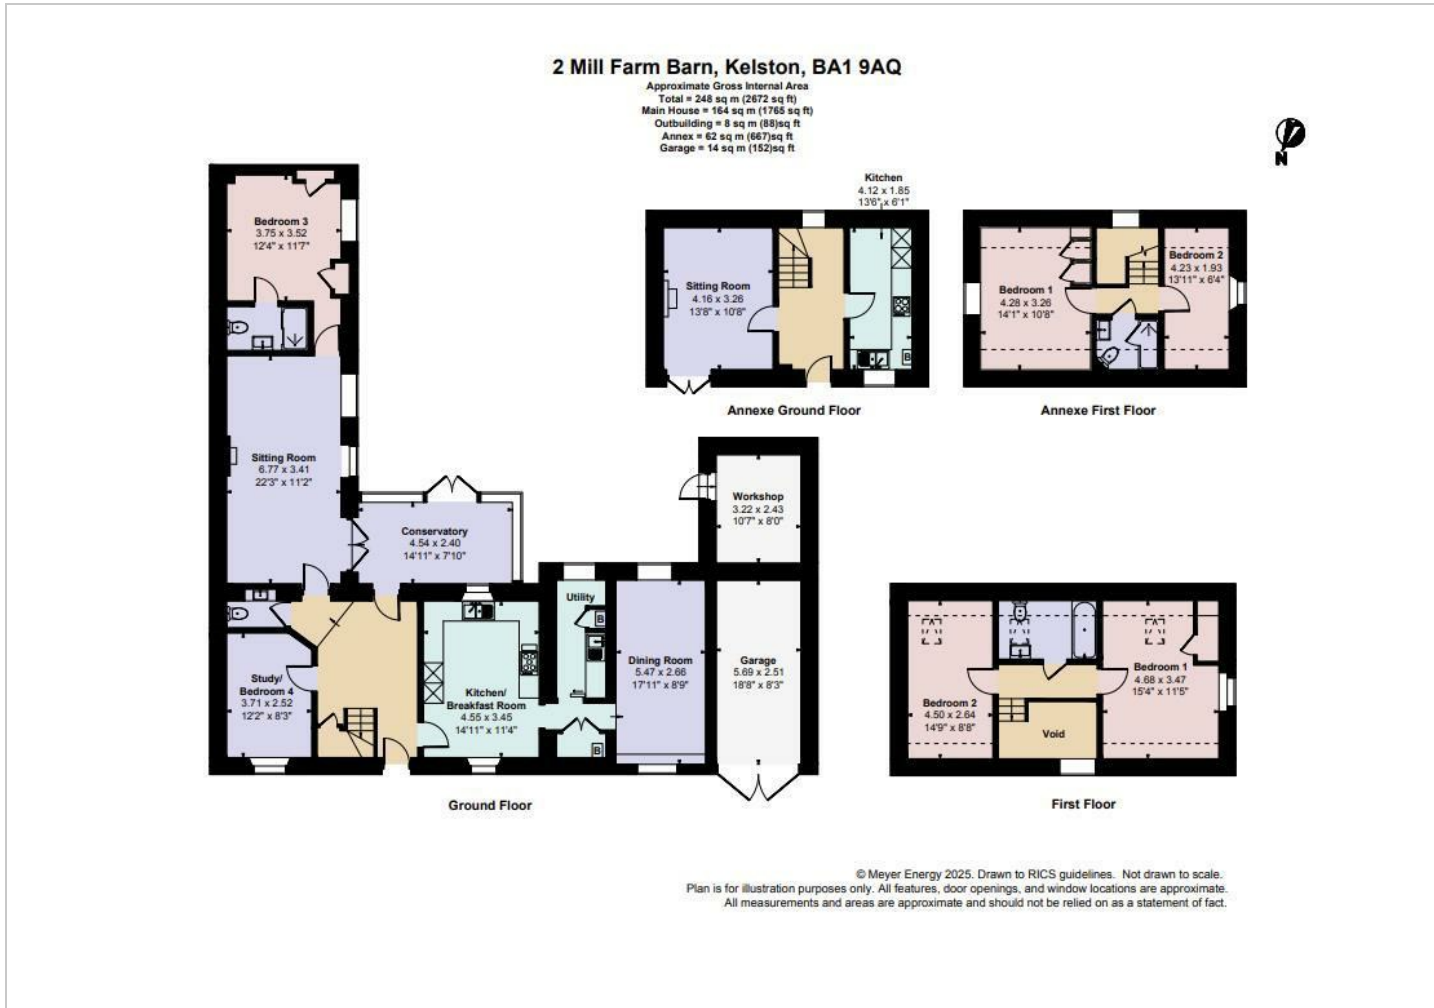 2 Mill Farm Barn, Kelston, BA1 9AQ
Approximate Gross Internal Area
Total = 248 sq m (2672 sq ft)
Main House = 164 sq m (1765 sq ft)
Outbuilding = 8 sq m (88)sq ft
Annex = 62 sq m (667)sq ft
Garage = 14 sq m (152)sq ft
N
Bedroom 3
3.75 x 3.52
12'4" x 11'7"
Sitting Room
6.77 x 3.41
22'3" x 11'2"
Conservatory
4.54 x 2.40
14'11" x 7'10"
Study/
Bedroom 4
3.71 x 2.52
12'2" x 8'3"
Kitchen/
Breakfast Room
4.55 x 3.45
14'11" x 11'4"
Utility
B
B
Dining Room
5.47 x 2.66
17'11" x 8'9"
Workshop
3.22 x 2.43
10'7" x 8'0"
Garage
5.69 x 2.51
18'8" x 8'3"
Ground Floor
Sitting Room
4.16 x 3.26
13'8" x 10'8"
Kitchen
4.12 x 1.85
13'6" x 6'1"
B
Annexe Ground Floor
Bedroom 1
4.28 x 3.26
14'1" x 10'8"
Bedroom 2
4.23 x 1.93
13'11" x 6'4"
Annexe First Floor
Bedroom 2
4.50 x 2.64
14'9" x 8'8"
Void
Bedroom 1
4.68 x 3.47
15'4" x 11'5"
First Floor
© Meyer Energy 2025. Drawn to RICS guidelines. Not drawn to scale.
Plan is for illustration purposes only. All features, door openings, and window locations are approximate.
All measurements and areas are approximate and should not be relied on as a statement of fact.